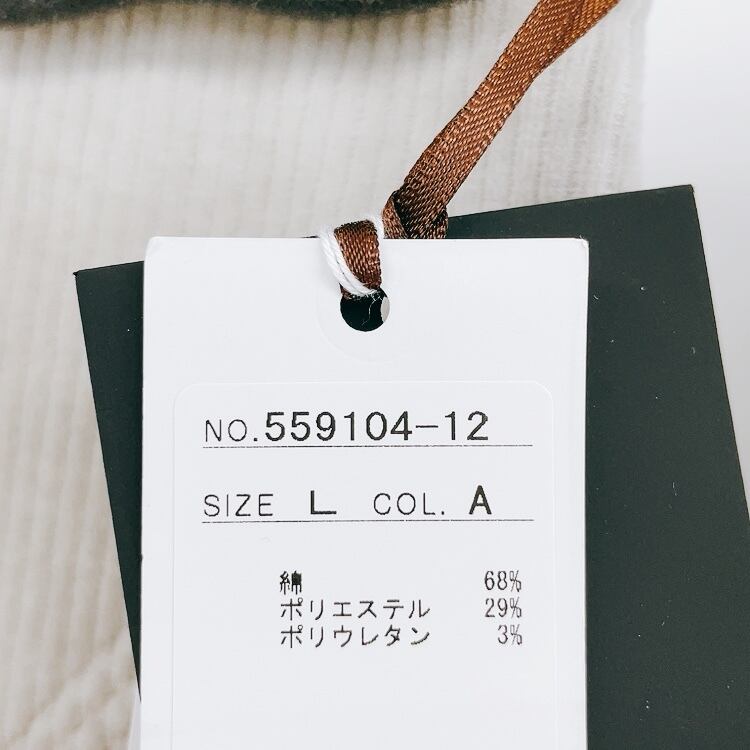 NO.559104-12
SIZE L COL. A
綿 68%
ポリエステル 29%
ポリウレタン 3%